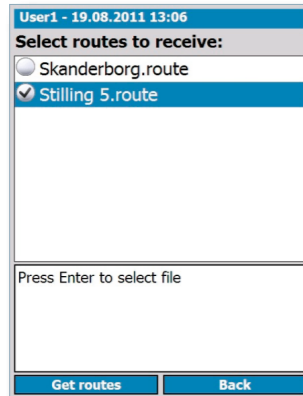 User1 - 19.08.2011 13:06
Select routes to receive:
Skanderborg.route
Stilling 5.route
Press Enter to select file
Get routes
Back